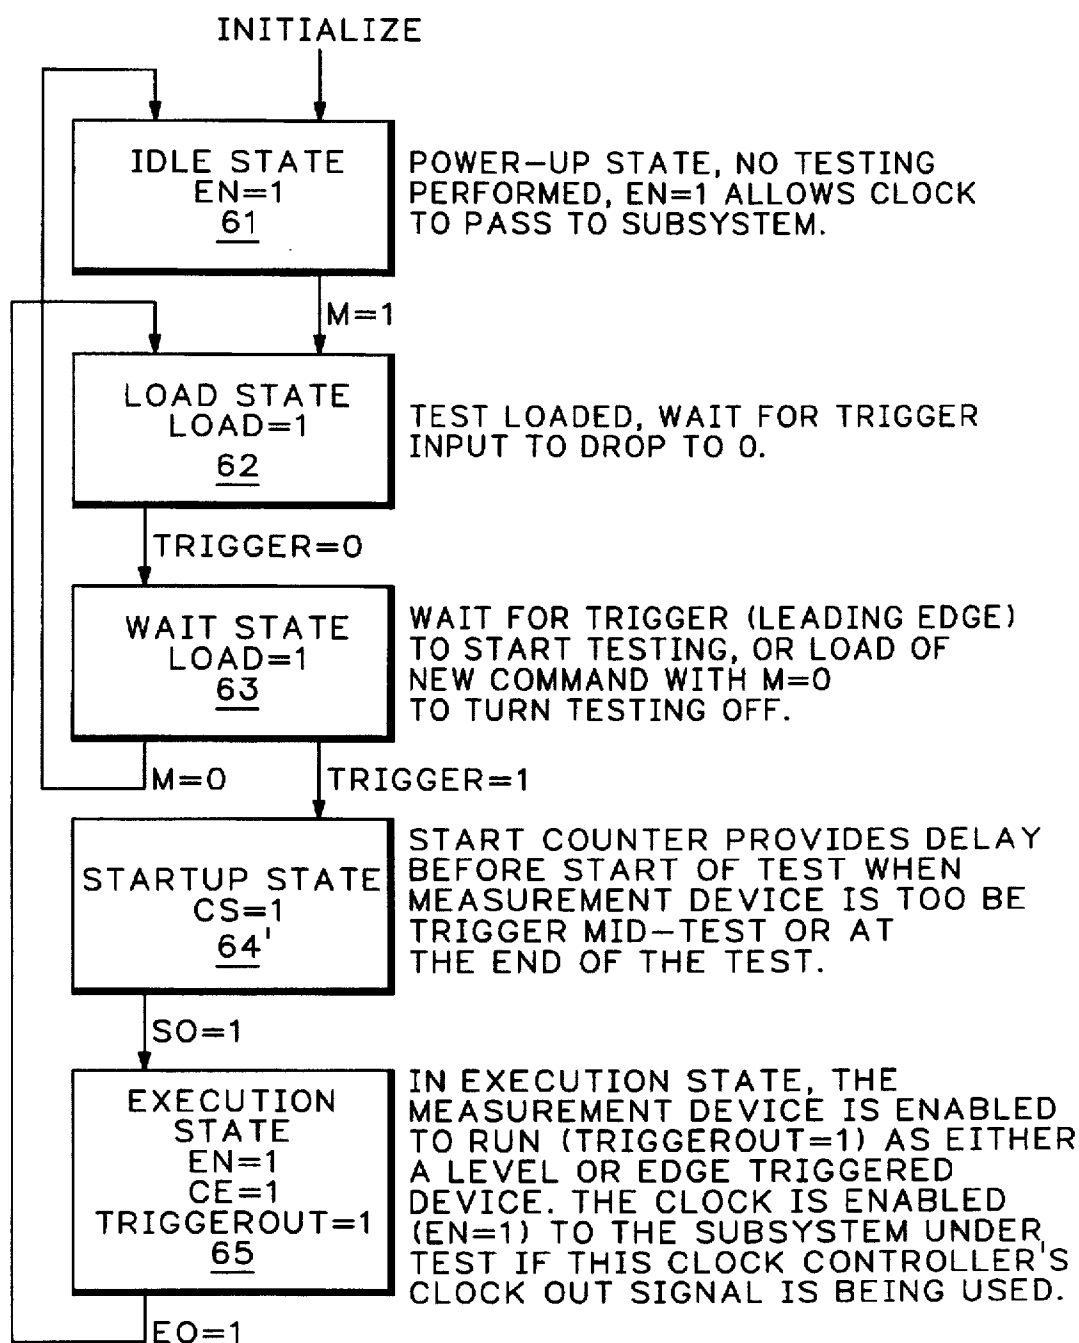 INITIALIZE
IDLE STATE
EN=1
61
POWER-UP STATE, NO TESTING
PERFORMED, EN=1 ALLOWS CLOCK
TO PASS TO SUBSYSTEM.
M=1
LOAD STATE
LOAD=1
62
TEST LOADED, WAIT FOR TRIGGER
INPUT TO DROP TO 0.
TRIGGER=0
WAIT STATE
LOAD=1
63
WAIT FOR TRIGGER (LEADING EDGE)
TO START TESTING, OR LOAD OF
NEW COMMAND WITH M=0
TO TURN TESTING OFF.
M=0
TRIGGER=1
STARTUP STATE
CS=1
64'
START COUNTER PROVIDES DELAY
BEFORE START OF TEST WHEN
MEASUREMENT DEVICE IS TOO BE
TRIGGER MID-TEST OR AT
THE END OF THE TEST.
SO=1
EXECUTION
STATE
EN=1
CE=1
TRIGGEROUT=1
65
IN EXECUTION STATE, THE
MEASUREMENT DEVICE IS ENABLED
TO RUN (TRIGGEROUT=1) AS EITHER
A LEVEL OR EDGE TRIGGERED
DEVICE. THE CLOCK IS ENABLED
(EN=1) TO THE SUBSYSTEM UNDER
TEST IF THIS CLOCK CONTROLLER'S
CLOCK OUT SIGNAL IS BEING USED.
EO=1